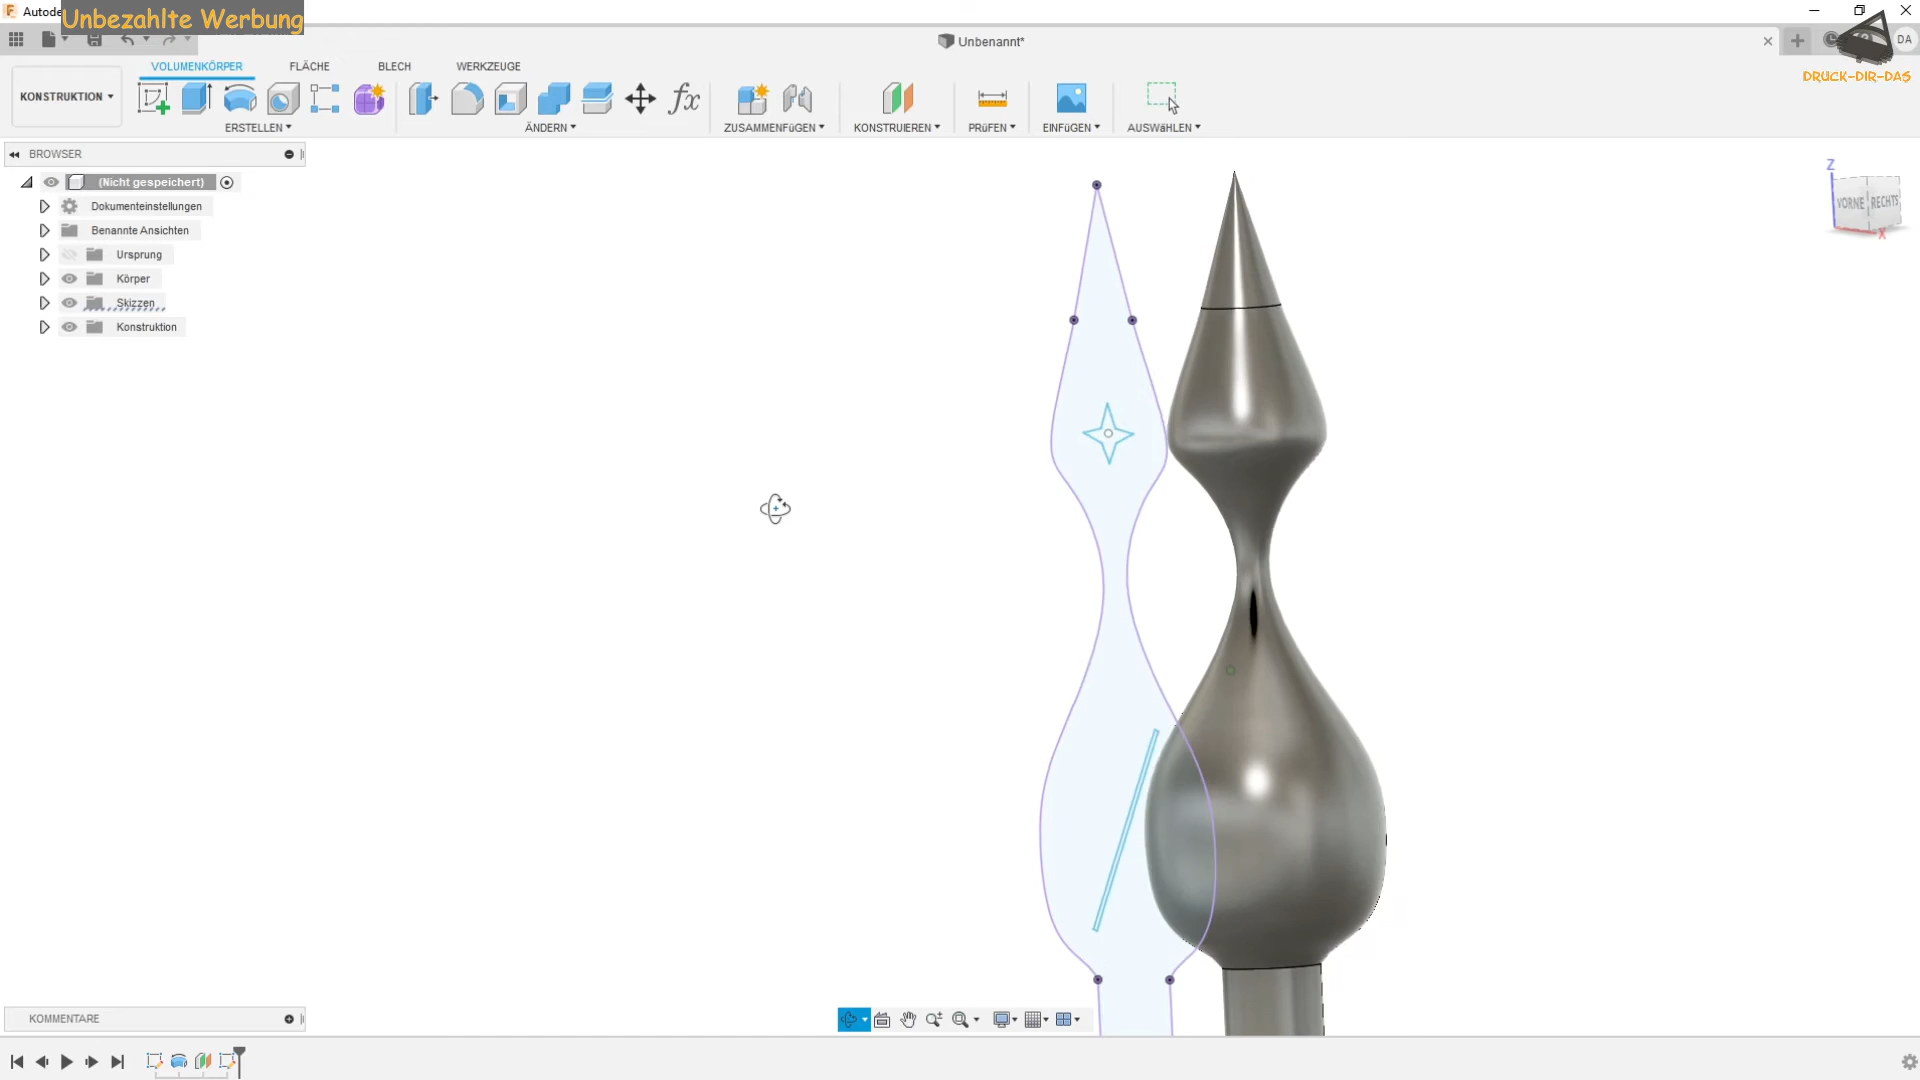 Autode
Unbezahlte Werbung
Unbenannt*
DA
DRUCK-DIR-DAS
KONSTRUKTION
VOLUMENKÖRPER
FLÄCHE
BLECH
WERKZEUGE
ERSTELLEN
ÄNDERN
ZUSAMMENFüGEN
KONSTRUIEREN
PRüFEN
EINFüGEN
AUSWäHLEN
BROWSER
(Nicht gespeichert)
Dokumenteinstellungen
Benannte Ansichten
Ursprung
Körper
Skizzen
Konstruktion
Z
VORNE
RECHTS
X
KOMMENTARE